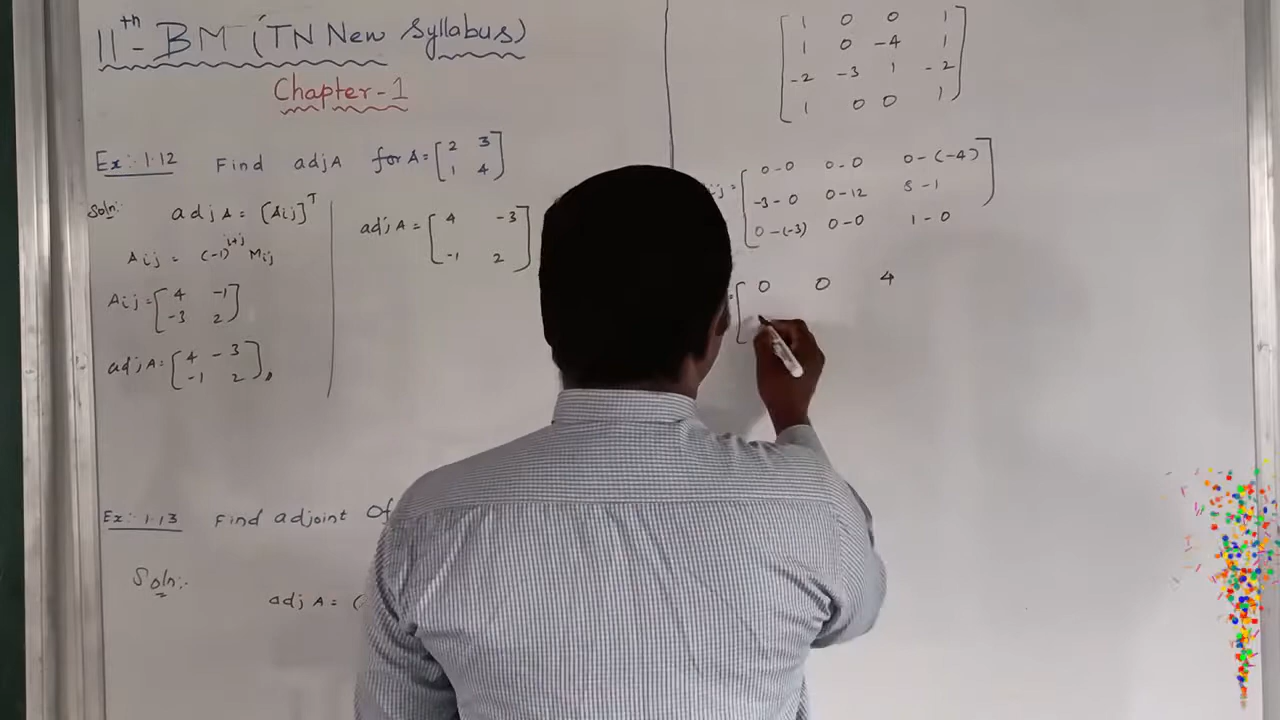 11th - BM (TN New Syllabus)
Chapter-1
Ex: 1.12 Find adjA for A = [2 3
1 4]
Soln: adj A = [Aij]^T
Aij = (-1)^i+j Mij
Aij = [4 -1
-3 2]
adj A = [4 -3
-1 2]
adj A = [4 -3
-1 2]
Ex: 1.13 Find adjoint Of
Soln:
adj A = (
[1 0 0 1
1 0 -4 1
-2 -3 1 -2
1 0 0 1]
ij = [0-0 0-0 0-(-4)
-3-0 0-12 8-1
0-(-3) 0-0 1-0]
= [0 0 4